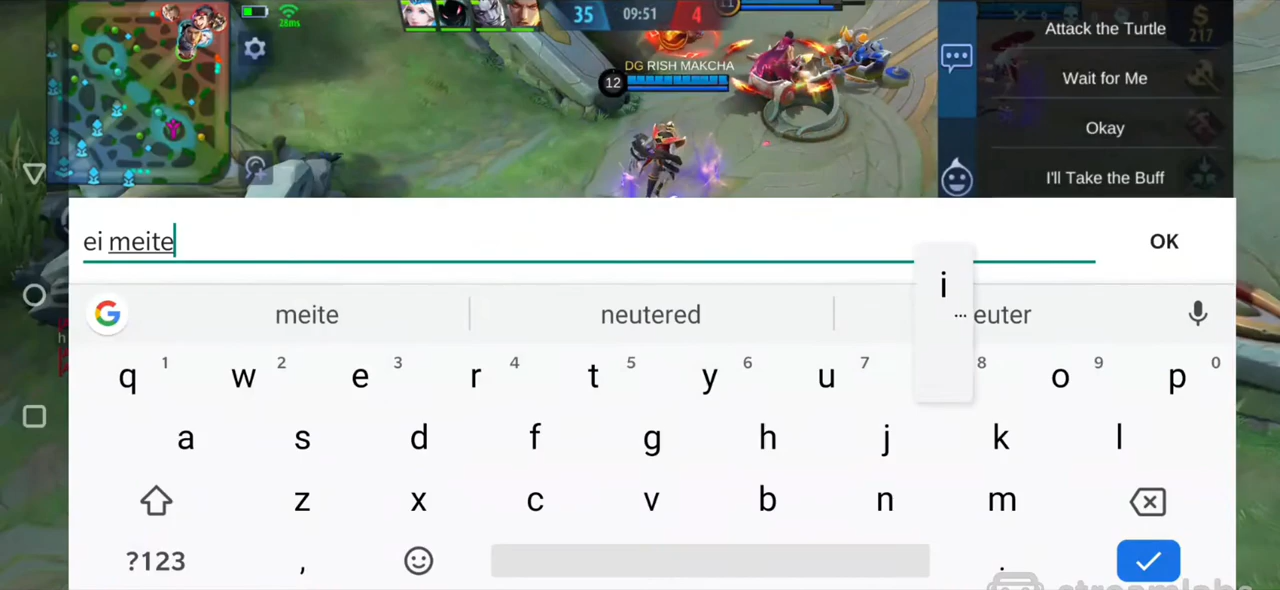 28ms
35 09:51 4
11
DG RISH MAKCHA
12
217
Attack the Turtle
Wait for Me
Okay
I'll Take the Buff
ei meite
OK
meite neutered euter
i
q 1 w 2 e 3 r 4 t 5 y 6 u 7 8 o 9 p 0
a s d f g h j k l
z x c v b n m
?123 , .
streamlabs